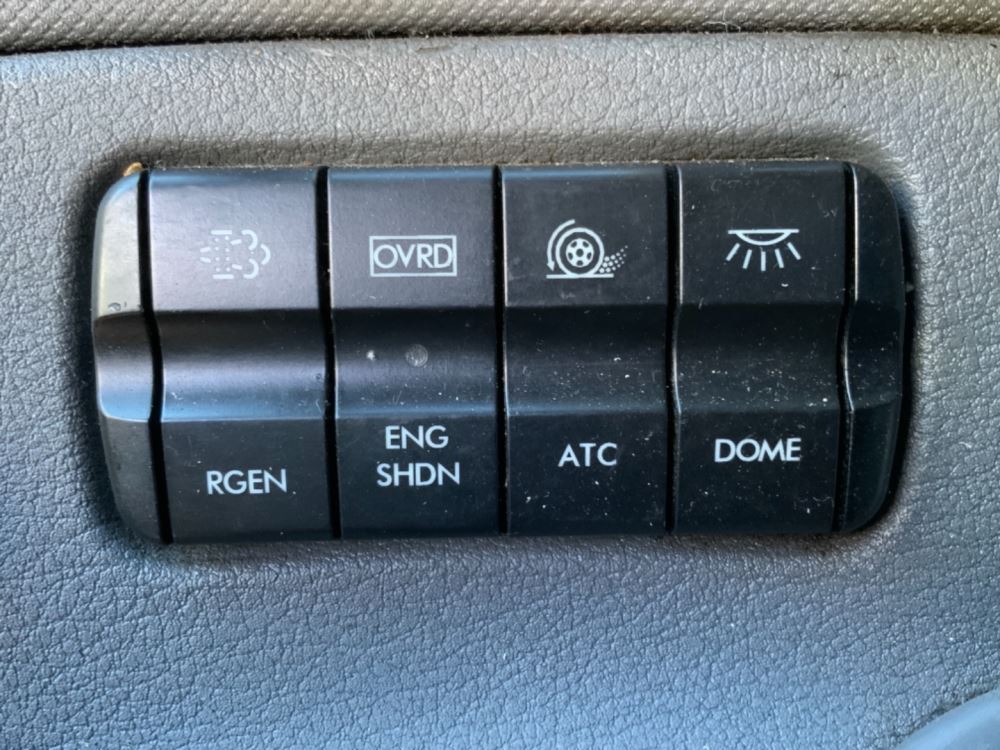 OVRD
RGEN
ENG
SHDN
ATC
DOME